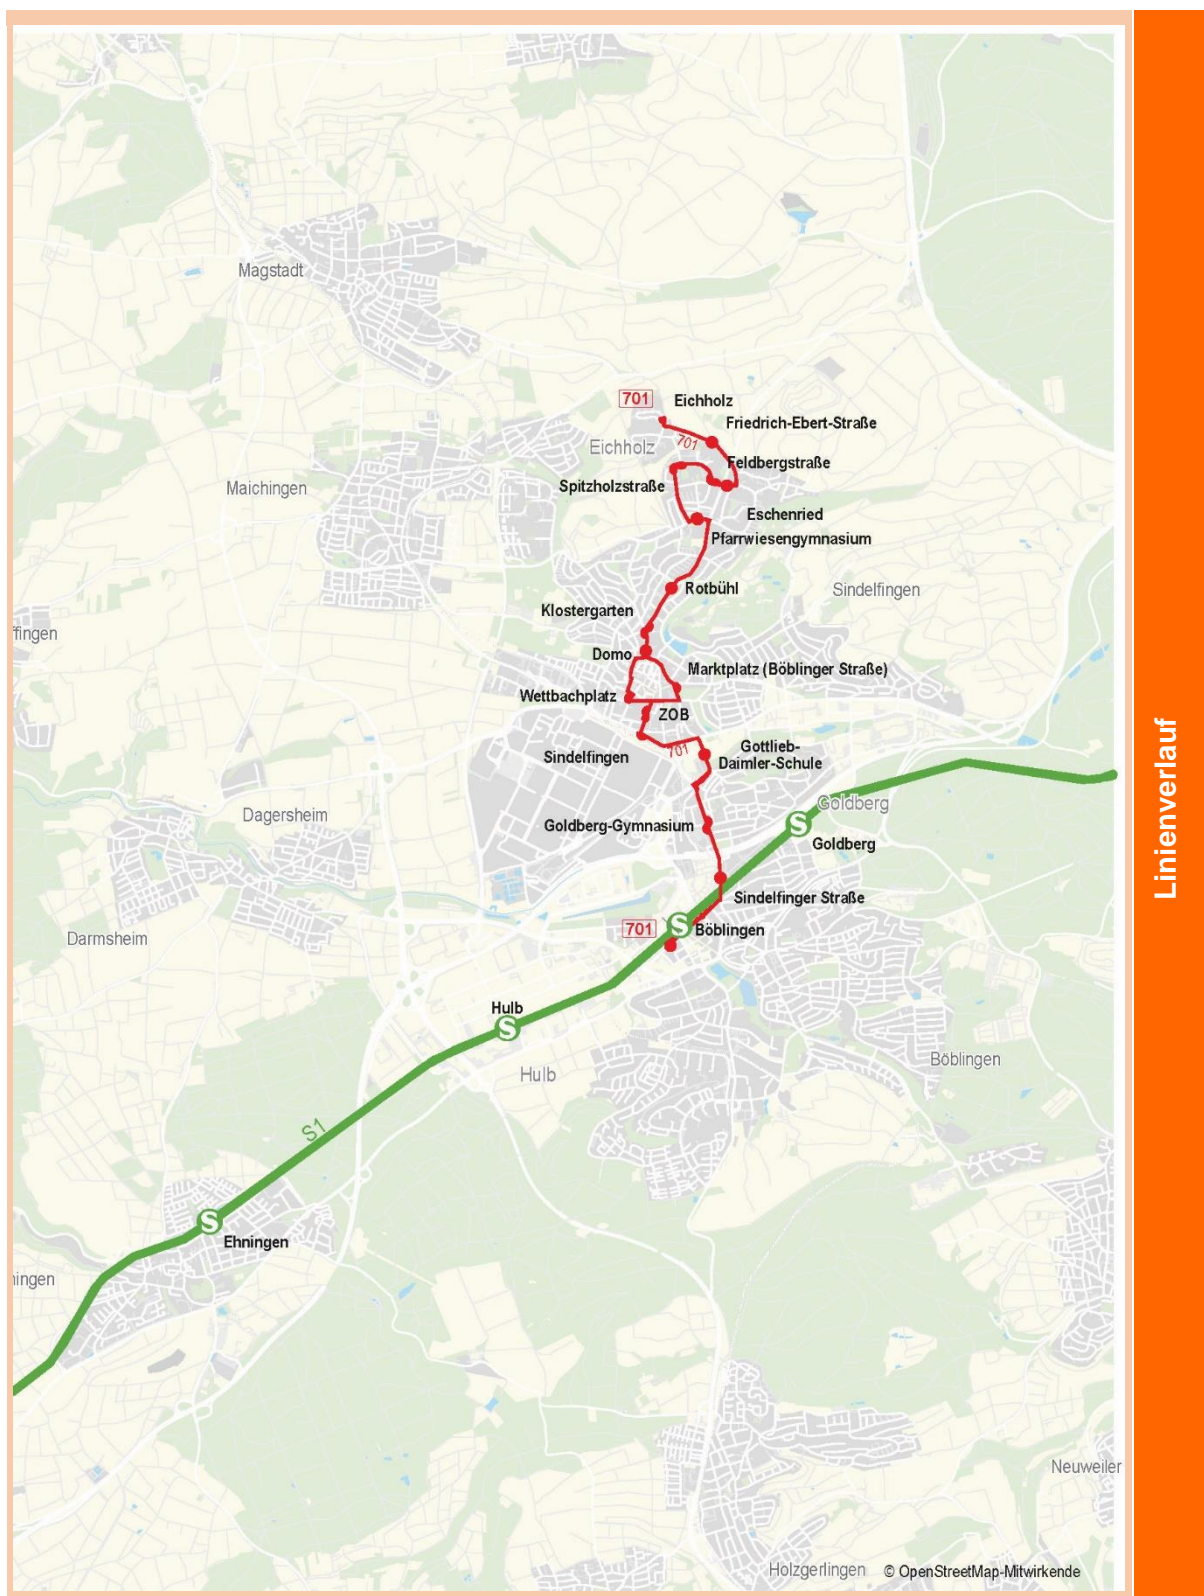 Magstadt
701
Eichholz
Friedrich-Ebert-Straße
701
Eichholz
Feldbergstraße
Maichingen
Spitzholzstraße
Eschenried
Pfarrwiesengymnasium
Rotbühl
Sindelfingen
Klostergarten
ffingen
Domo
Marktplatz (Böblinger Straße)
Wettbachplatz
ZOB
701
Gottlieb-
Daimler-Schule
Sindelfingen
Goldberg
Dagersheim
Goldberg-Gymnasium
Goldberg
Sindelfinger Straße
701
Böblingen
Darmsheim
Hulb
Böblingen
Hulb
S1
Ehningen
ningen
Neuweiler
Holzgerlingen
© OpenStreetMap-Mitwirkende
Linienverlauf
S
S
S
S